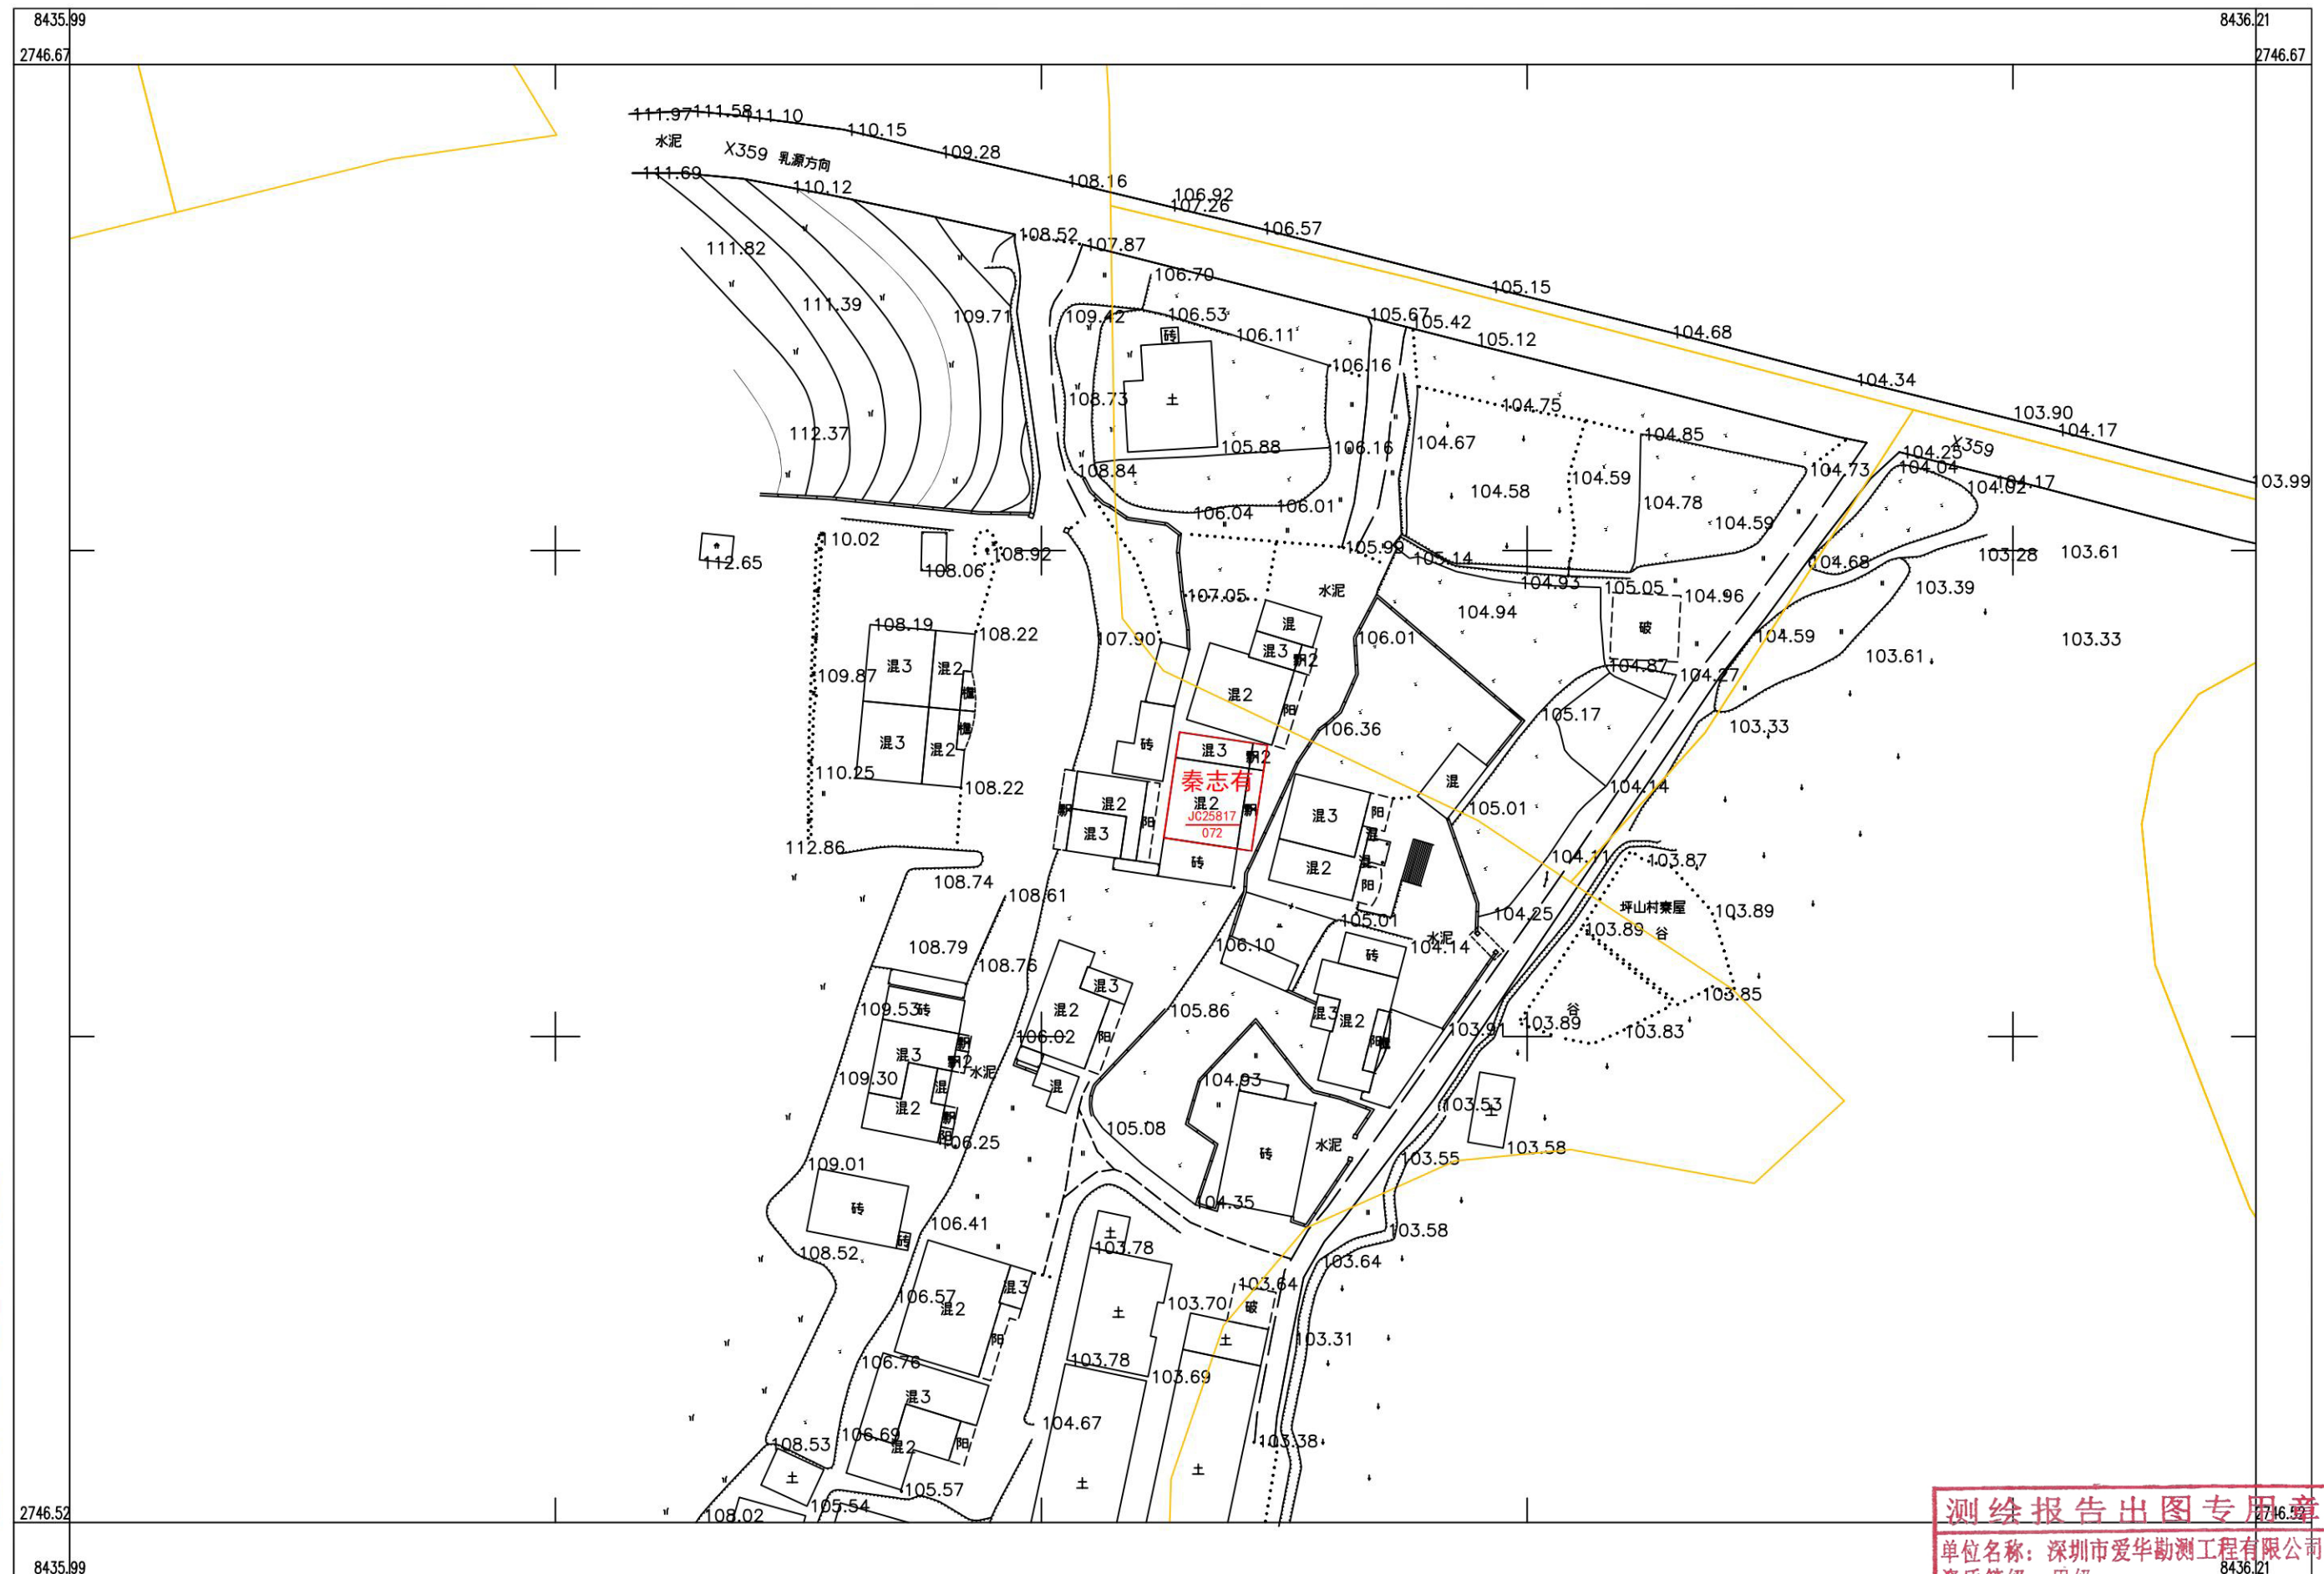 8435.99
8436.21
2746.67
2746.67
111.97
111.58
111.10
110.15
水泥
X359 乳源方向
109.28
111.69
110.12
108.16
106.92
107.26
106.57
108.52
107.87
111.82
106.70
105.15
111.39
109.71
109.42
106.53
106.11
105.67
105.42
105.12
104.68
砖
106.16
104.34
108.73
土
104.75
103.90
112.37
105.88
106.16
104.67
104.85
104.17
X359
104.25
104.04
108.84
104.73
104.58
104.59
104.02
104.17
103.99
104.78
106.04
106.01
104.59
110.02
108.92
105.99
105.14
103.28
103.61
112.65
108.06
104.68
104.93
105.05
103.39
107.05
水泥
104.96
104.94
108.19
108.22
107.90
混
106.01
破
104.59
103.33
混3
混2
混3
飘2
103.61
109.87
104.87
104.27
混2
阳
105.17
106.36
103.33
混3
混2
砖
混3
飘2
110.25
秦志有
混
104.14
108.22
飘
混2
混2
飘
混3
阳
105.01
JC25817
072
混3
阳
112.86
砖
混2
阳
104.11
103.87
108.74
108.61
坪山村寮屋
103.89
105.01
104.25
103.89
谷
108.79
106.10
水泥
104.14
108.76
砖
混3
103.85
109.53
砖
混2
105.86
混3
混2
谷
103.89
103.83
106.02
阳
103.91
阳
混3
飘
飘2
水泥
109.30
混
混
104.93
混2
飘
阳
103.53
土
106.25
105.08
水泥
砖
103.58
103.55
109.01
104.35
砖
106.41
土
103.58
砖
108.52
103.78
103.64
103.64
混3
106.57
混2
103.70
破
土
土
103.31
阳
106.76
103.78
103.69
混3
104.67
106.69
混2
阳
103.38
108.53
土
土
土
105.57
105.54
108.02
2746.52
2746.52
测绘报告出图专用章
单位名称：深圳市爱华勘测工程有限公司
8435.99
8436.21